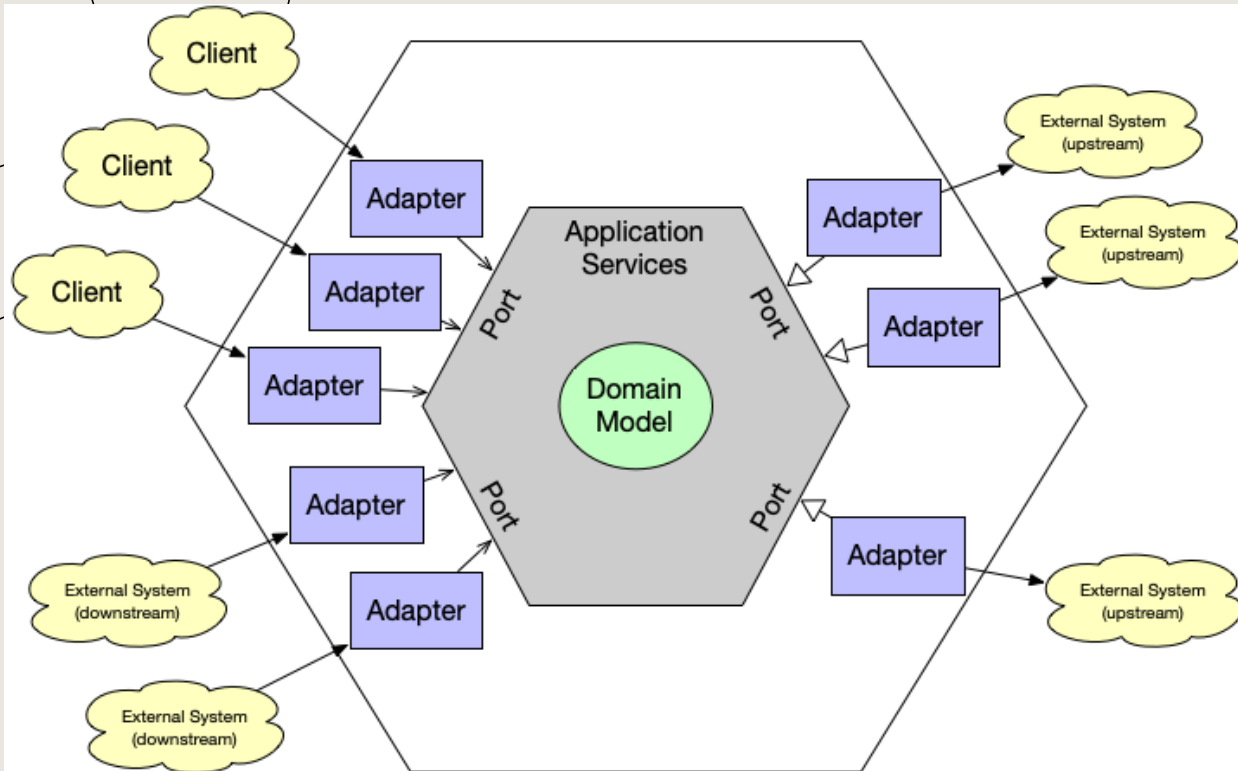 Client
Client
Client
Adapter
Adapter
Adapter
Adapter
Adapter
External System
(downstream)
External System
(downstream)
Port
Port
Application
Services
Domain
Model
Port
Port
Adapter
Adapter
Adapter
External System
(upstream)
External System
(upstream)
External System
(upstream)